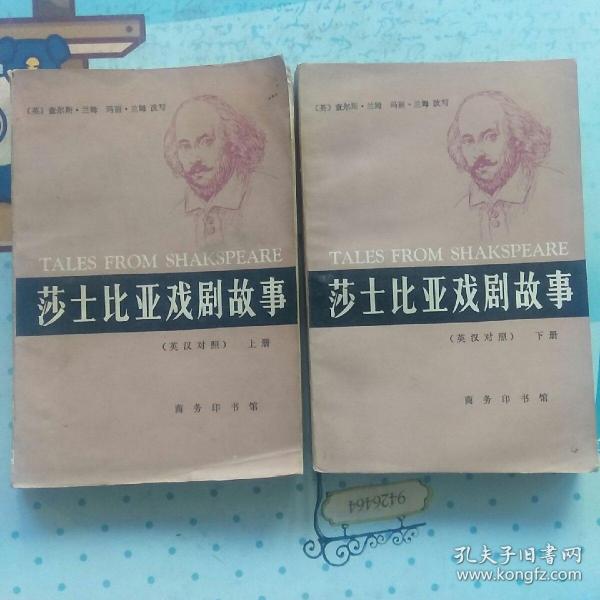 〔英〕查尔斯·兰姆 玛丽·兰姆 改写
TALES FROM SHAKSPEARE
莎士比亚戏剧故事
(英汉对照) 上册
商务印书馆
〔英〕查尔斯·兰姆 玛丽·兰姆 改写
TALES FROM SHAKSPEARE
莎士比亚戏剧故事
(英汉对照) 下册
商务印书馆
9426464
孔夫子旧书网
www.kongfz.com